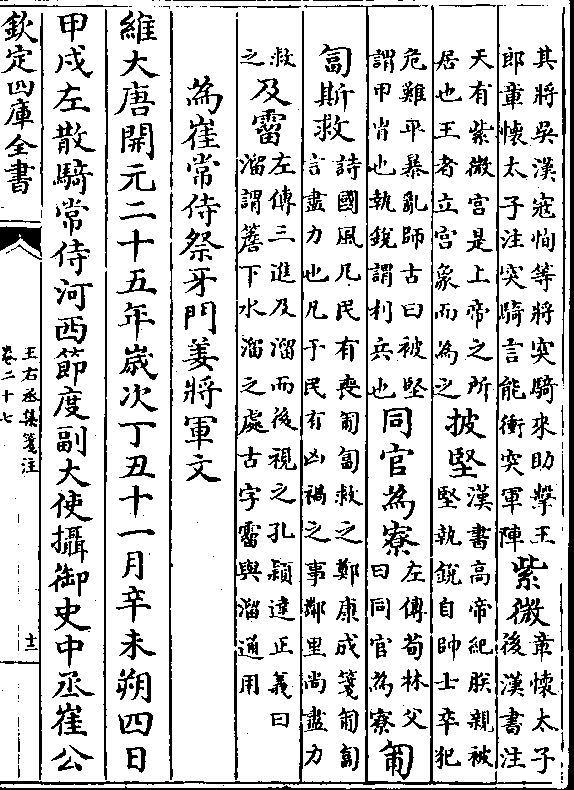 其將吳漢寇恂等將突騎來助擊王
郎章懷太子注突騎言能衝突軍陣
紫微
章懷太子
後漢書注
天有紫微宮是上帝之所
居也王者立宮象而為之
披堅
漢書高帝紀朕親被
堅執銳自帥士卒犯
危難平暴亂師古曰被堅
謂甲胄也執銳謂利兵也
同官為寮
左傳荀林父
曰同官為寮
匍
匐斯救
詩國風凡民有喪匍匐救之鄭康成箋匍匐
言盡力也凡于民有凶禍之事鄰里尚盡力
救
之
及霤
左傳三進及溜而後視之孔穎達正義曰
溜謂簷下水溜之處古字霤與溜通用
為崔常侍祭牙門姜將軍文
維大唐開元二十五年歲次丁丑十一月辛未朔四日
甲戌左散騎常侍河西節度副大使攝御史中丞崔公
欽定四庫全書
王右丞集箋注
卷二十七
十二